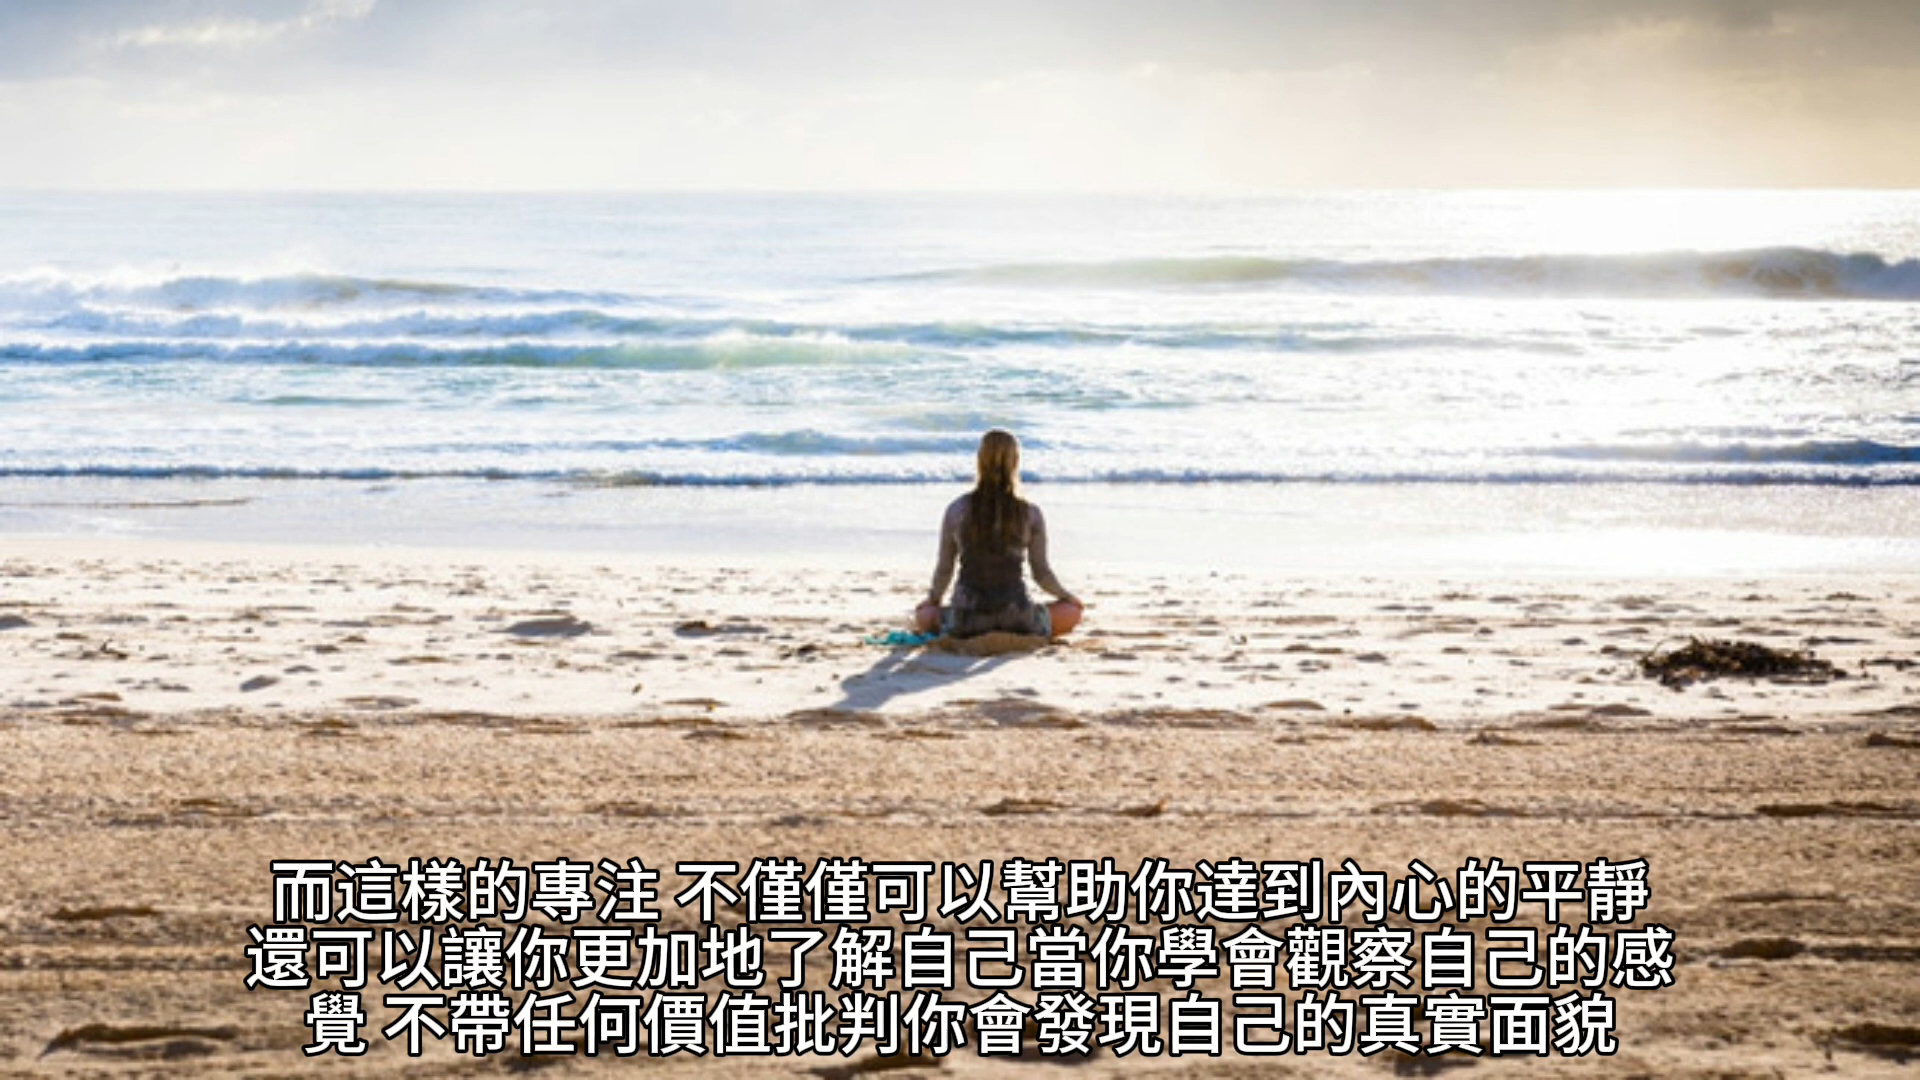 而這樣的專注 不僅僅可以幫助你達到內心的平靜
還可以讓你更加地了解自己當你學會觀察自己的感
覺 不帶任何價值批判你會發現自己的真實面貌